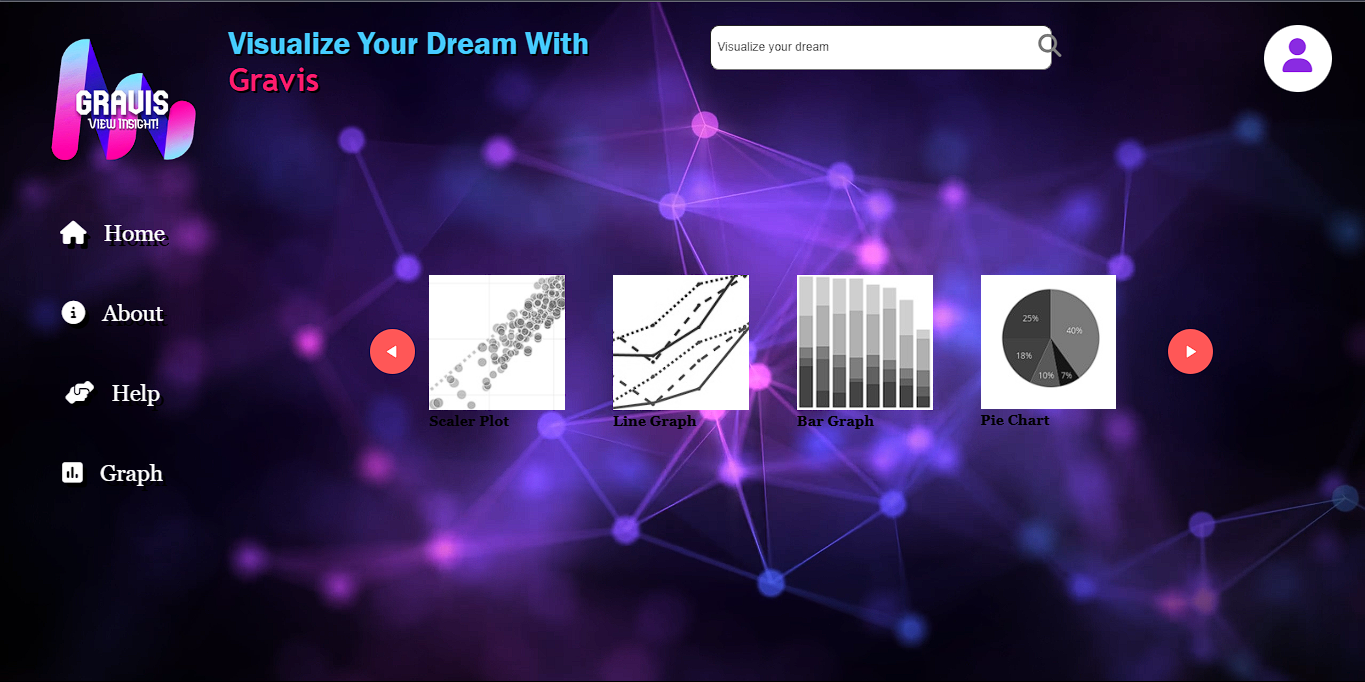 Visualize Your Dream With
Gravis
Visualize your dream
GRAVIS
VIEW INSIGHT!
Home
About
Help
Graph
Scaler Plot
Line Graph
Bar Graph
Pie Chart
25%
40%
18%
10%
7%